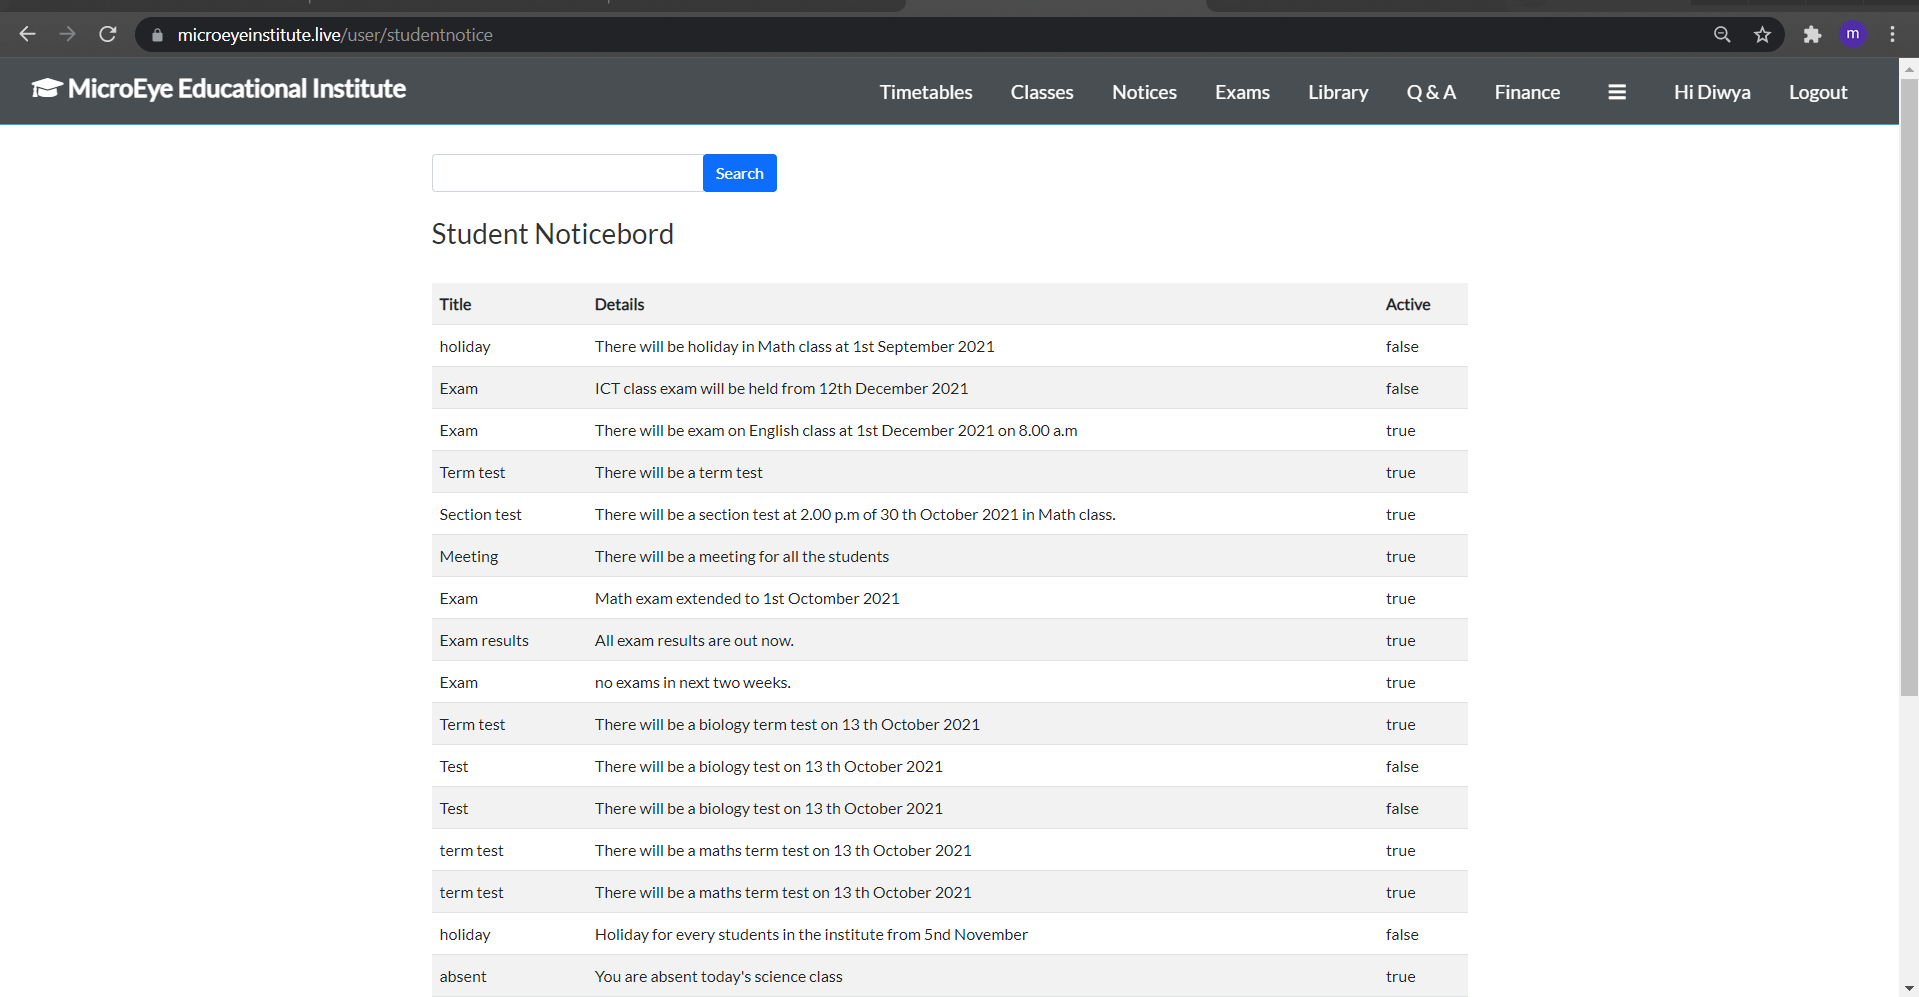 microeyeinstitute.live/user/studentnotice
m
MicroEye Educational Institute Timetables Classes Notices Exams Library Q & A Finance Hi Diwya Logout
Search
Student Noticebord
Title Details Active
holiday There will be holiday in Math class at 1st September 2021 false
Exam ICT class exam will be held from 12th December 2021 false
Exam There will be exam on English class at 1st December 2021 on 8.00 a.m true
Term test There will be a term test true
Section test There will be a section test at 2.00 p.m of 30 th October 2021 in Math class. true
Meeting There will be a meeting for all the students true
Exam Math exam extended to 1st Octomber 2021 true
Exam results All exam results are out now. true
Exam no exams in next two weeks. true
Term test There will be a biology term test on 13 th October 2021 true
Test There will be a biology test on 13 th October 2021 false
Test There will be a biology test on 13 th October 2021 false
term test There will be a maths term test on 13 th October 2021 true
term test There will be a maths term test on 13 th October 2021 true
holiday Holiday for every students in the institute from 5nd November false
absent You are absent today's science class true